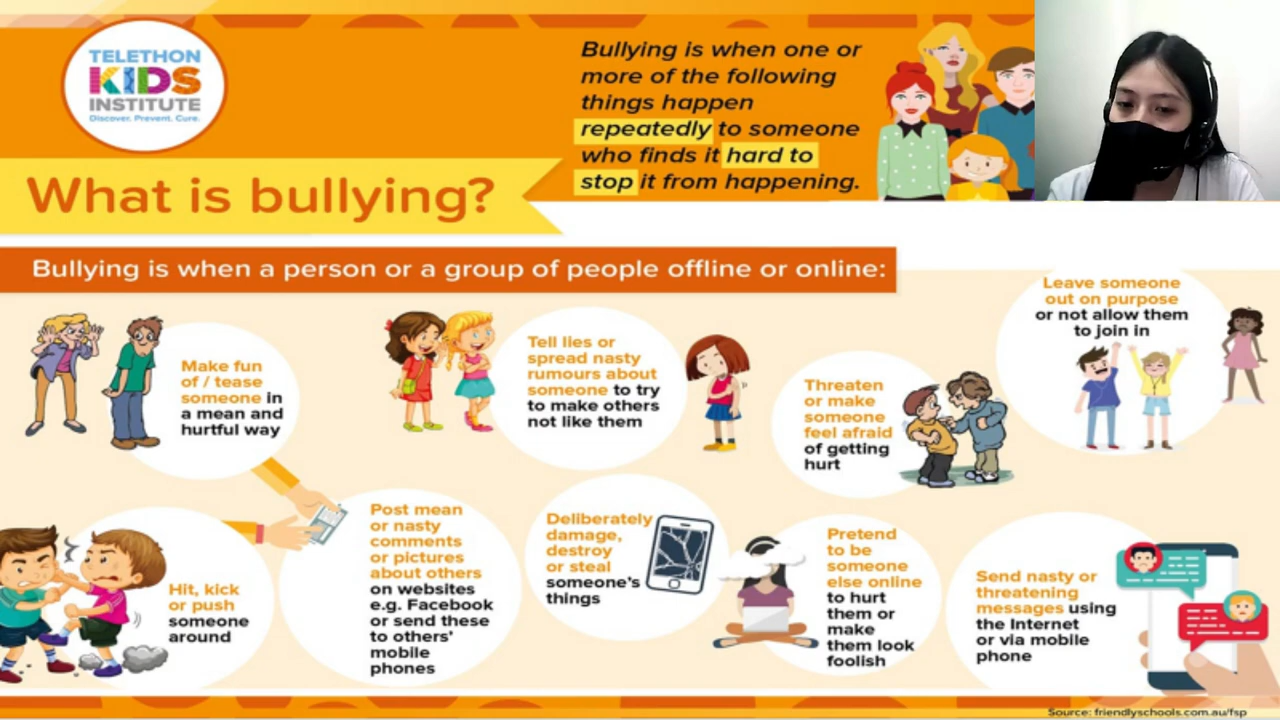 TELETHON
KIDS
INSTITUTE
Discover. Prevent. Cure.
Bullying is when one or
more of the following
things happen
repeatedly to someone
who finds it hard to
stop it from happening.
What is bullying?
Bullying is when a person or a group of people offline or online:
Make fun
of / tease
someone in
a mean and
hurtful way
Tell lies or
spread nasty
rumours about
someone to try
to make others
not like them
Threaten
or make
someone
feel afraid
of getting
hurt
Leave someone
out on purpose
or not allow them
to join in
Hit, kick
or push
someone
around
Post mean
or nasty
comments
or pictures
about others
on websites
e.g. Facebook
or send these
to others’
mobile
phones
Deliberately
damage,
destroy
or steal
someone’s
things
Pretend
to be
someone
else online
to hurt
them or
make
them look
foolish
Send nasty or
threatening
messages using
the Internet
or via mobile
phone
Source: friendlyschools.com.au/fsp